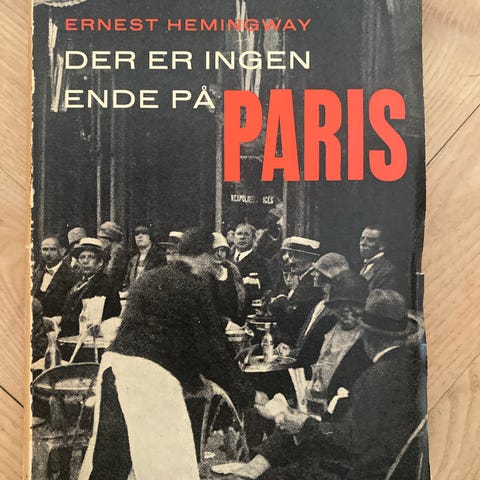 ERNEST HEMINGWAY
DER ER INGEN
ENDE PÅ
PARIS